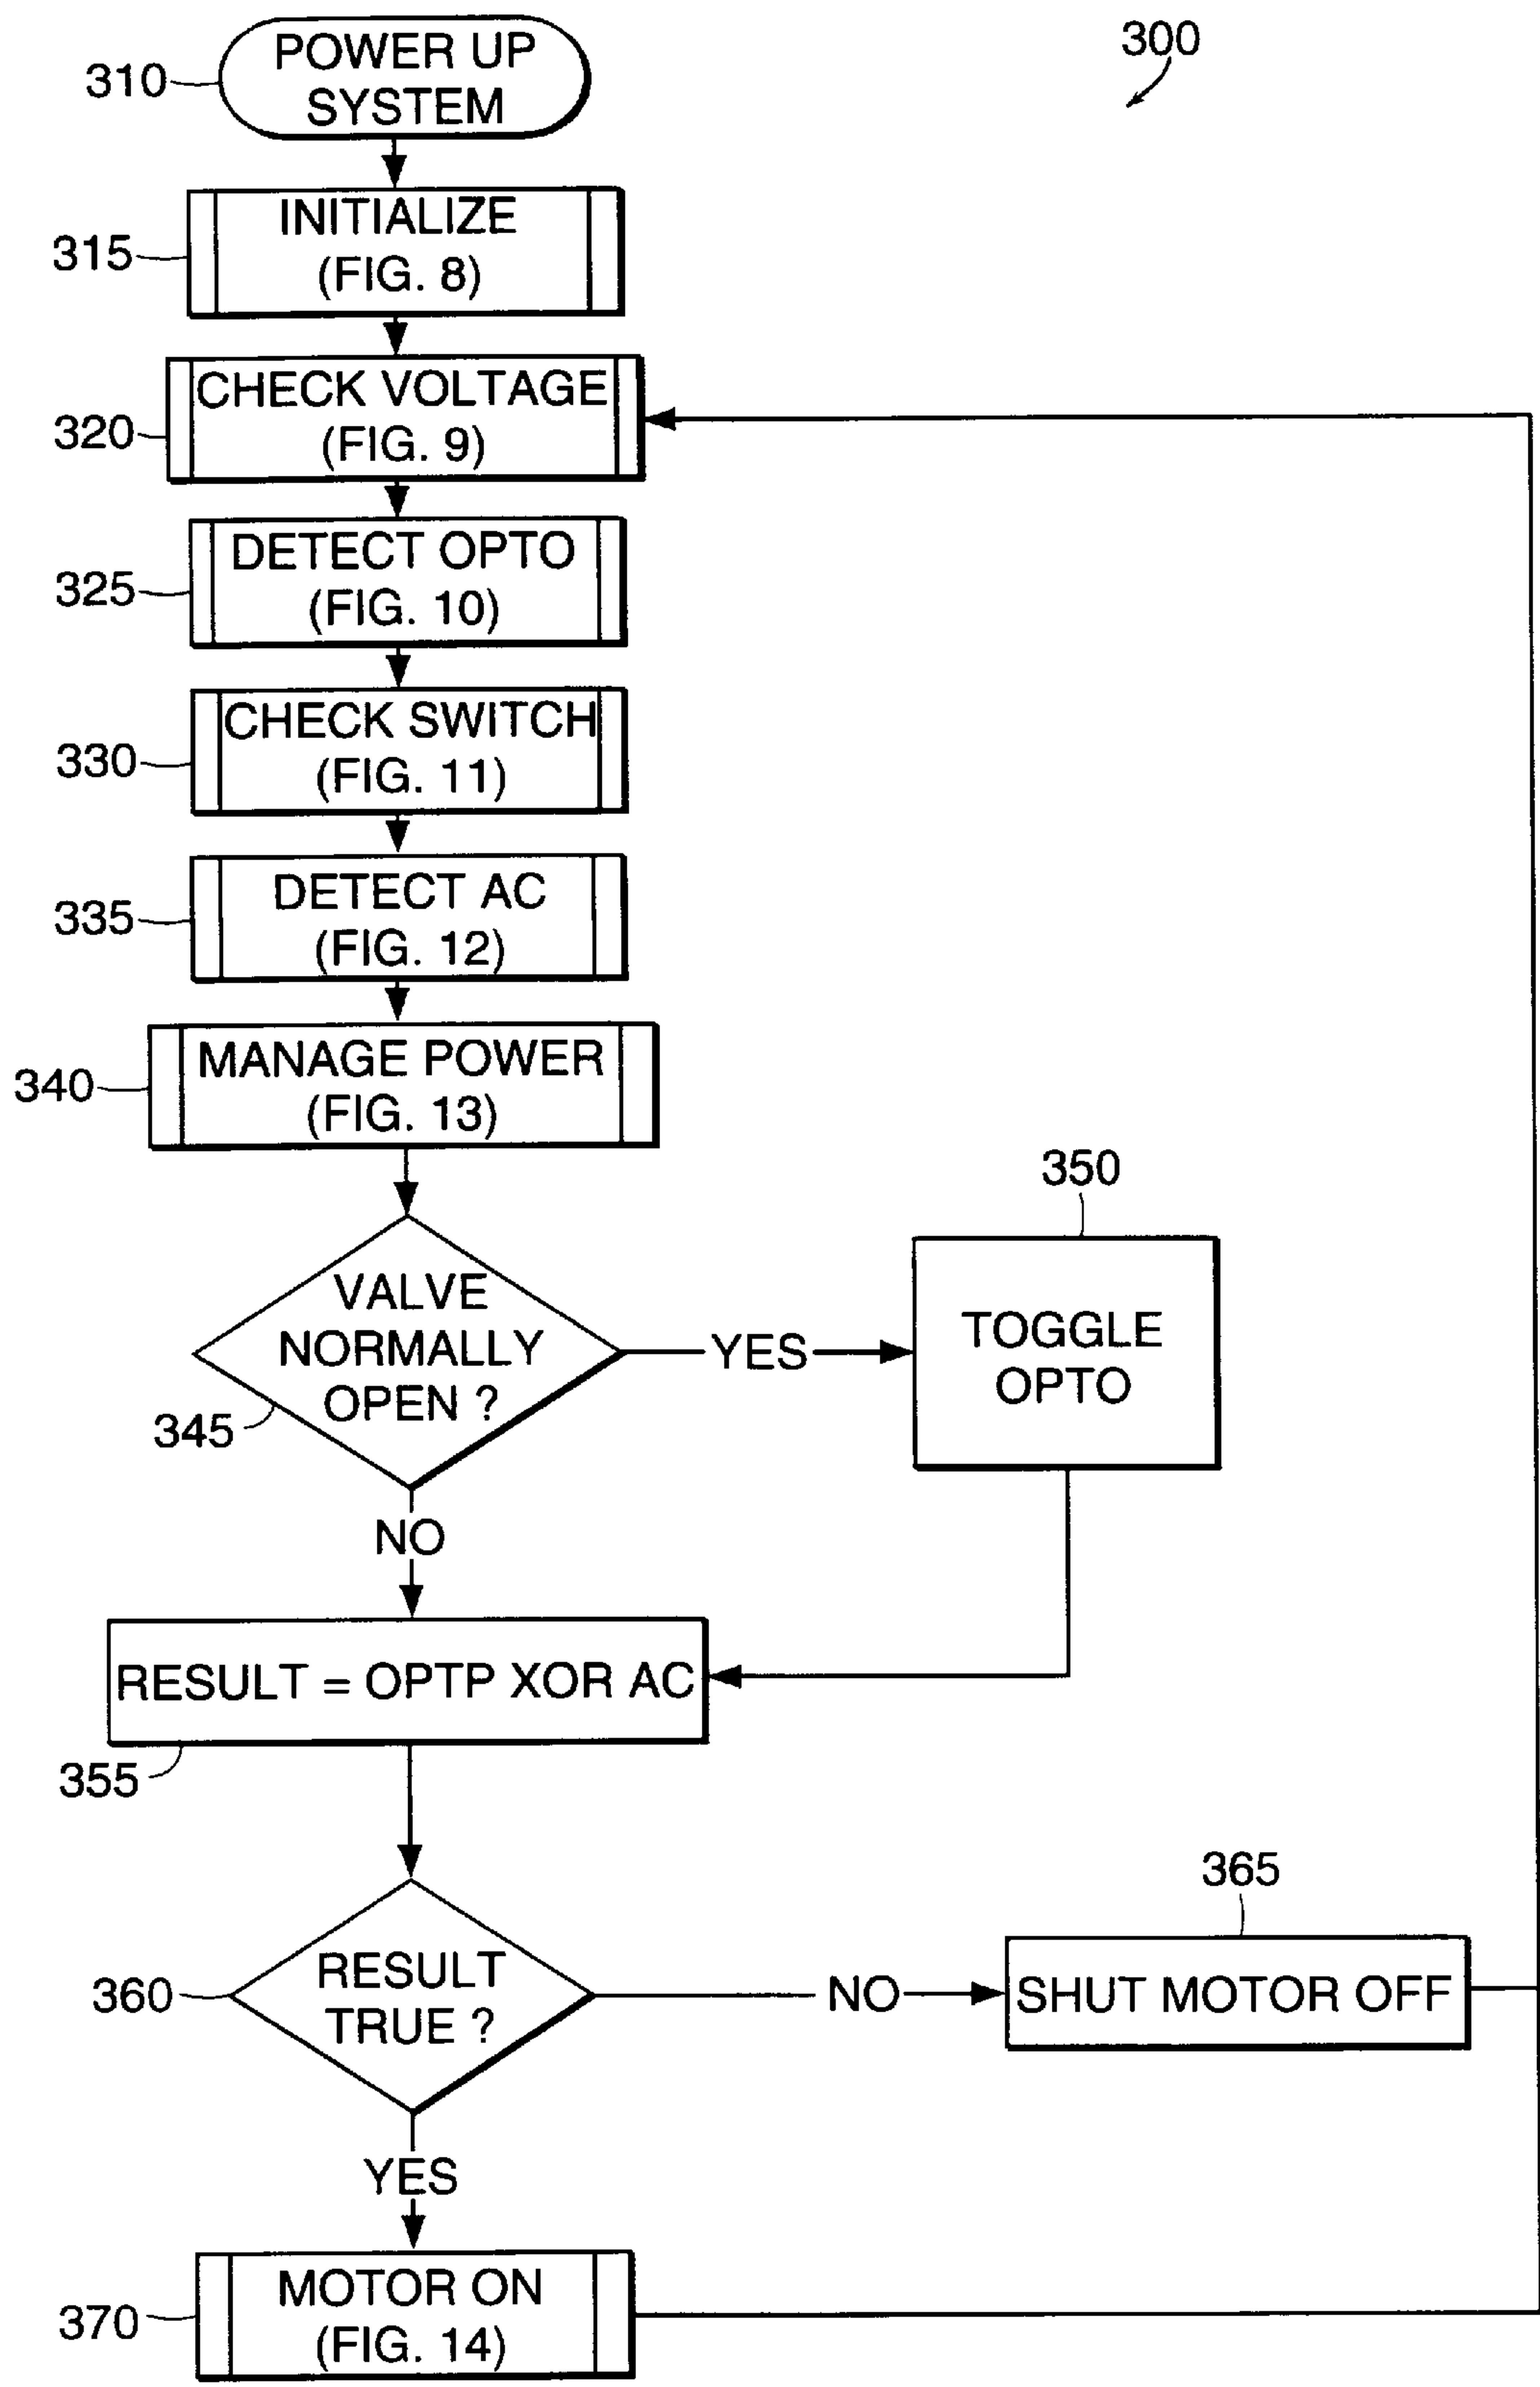 300
310
POWER UP
SYSTEM
315
INITIALIZE
(FIG. 8)
320
CHECK VOLTAGE
(FIG. 9)
325
DETECT OPTO
(FIG. 10)
330
CHECK SWITCH
(FIG. 11)
335
DETECT AC
(FIG. 12)
340
MANAGE POWER
(FIG. 13)
345
VALVE
NORMALLY
OPEN ?
YES
350
TOGGLE
OPTO
NO
RESULT = OPTP XOR AC
355
360
RESULT
TRUE ?
NO
365
SHUT MOTOR OFF
YES
370
MOTOR ON
(FIG. 14)